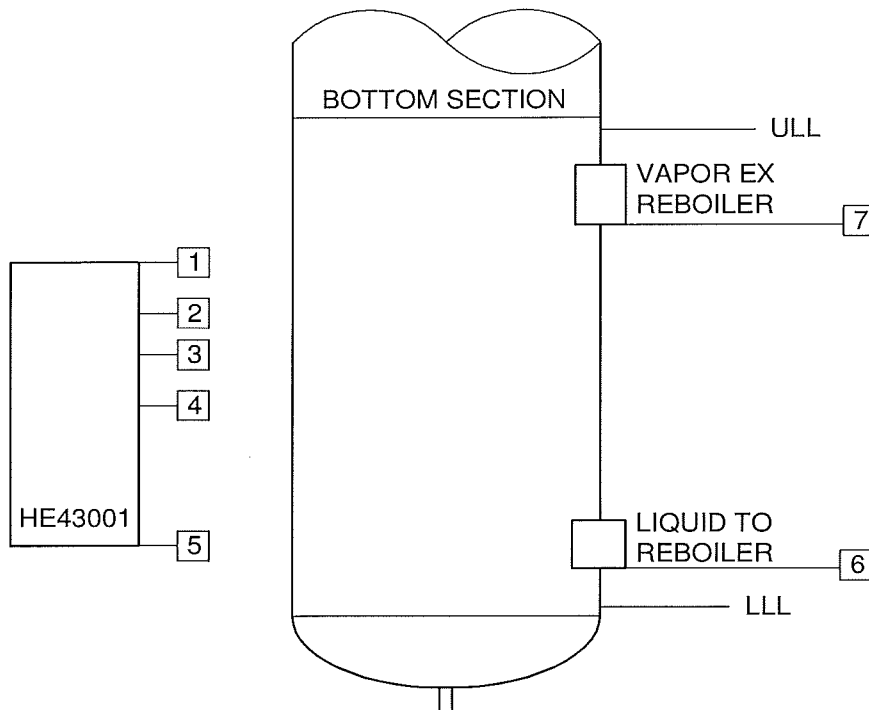 BOTTOM SECTION
ULL
VAPOR EX
REBOILER
7
1
2
3
4
HE43001
5
LIQUID TO
REBOILER
6
LLL